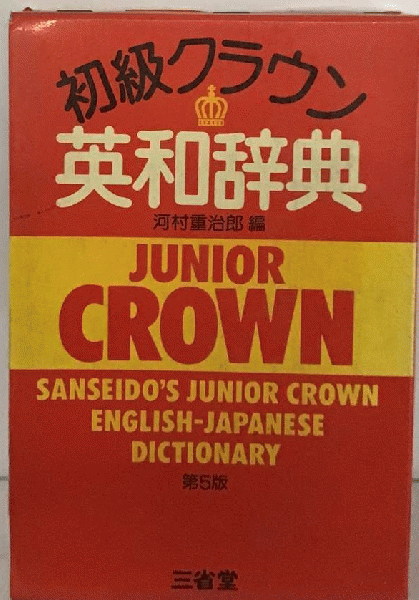 初級クラウン
英和辞典
河村重治郎 編
JUNIOR
CROWN
SANSEIDO'S JUNIOR CROWN
ENGLISH-JAPANESE
DICTIONARY
第5版
三省堂